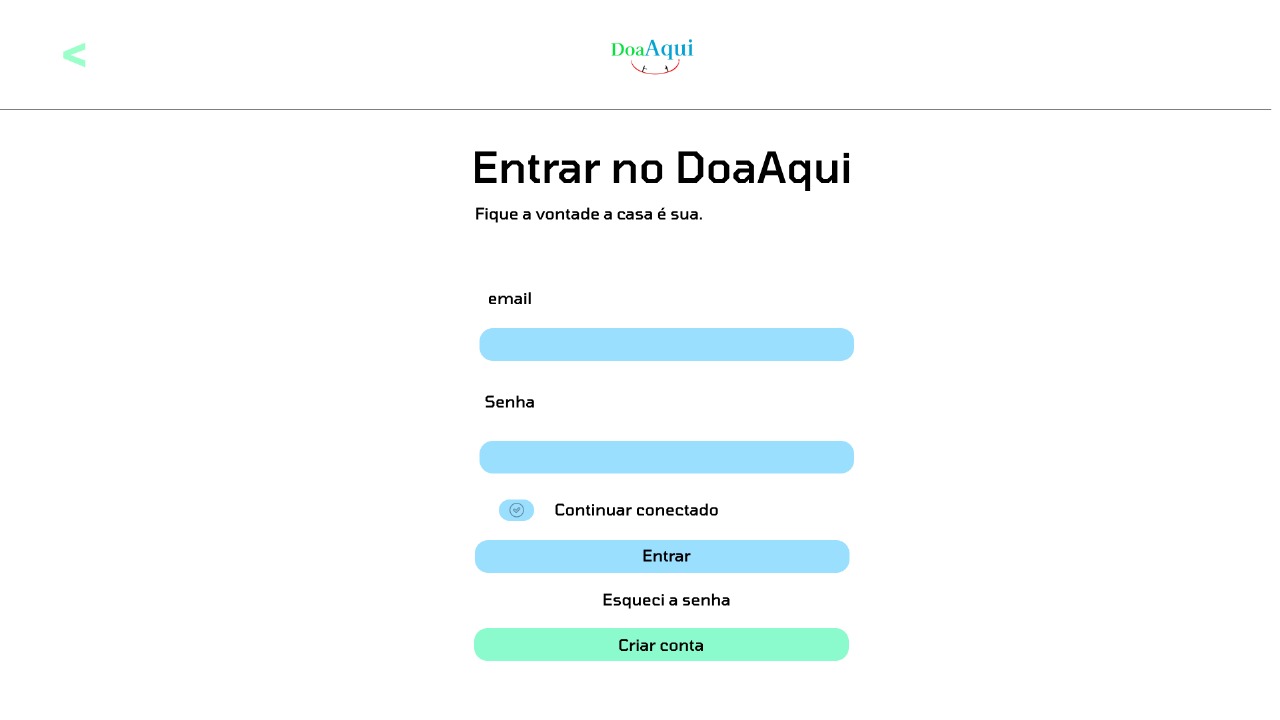 <
DoaAqui
Entrar no DoaAqui
Fique a vontade a casa é sua.
email
Senha
Continuar conectado
Entrar
Esqueci a senha
Criar conta